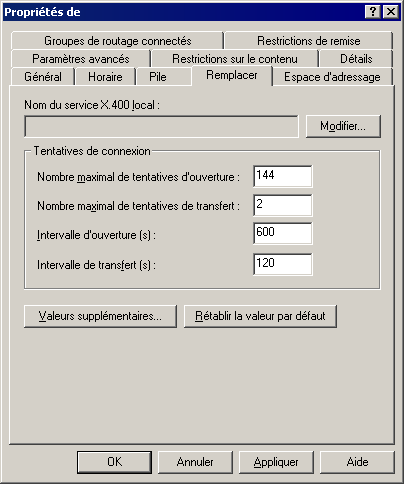 Propriétés de
Groupes de routage connectés Restrictions de remise
Paramètres avancés Restrictions sur le contenu Détails
Général Horaire Pile Remplacer Espace d'adressage
Nom du service X.400 local :
Modifier...
Tentatives de connexion
Nombre maximal de tentatives d'ouverture : 144
Nombre maximal de tentatives de transfert : 2
Intervalle d'ouverture (s) : 600
Intervalle de transfert (s) : 120
Valeurs supplémentaires... Rétablir la valeur par défaut
OK Annuler Appliquer Aide